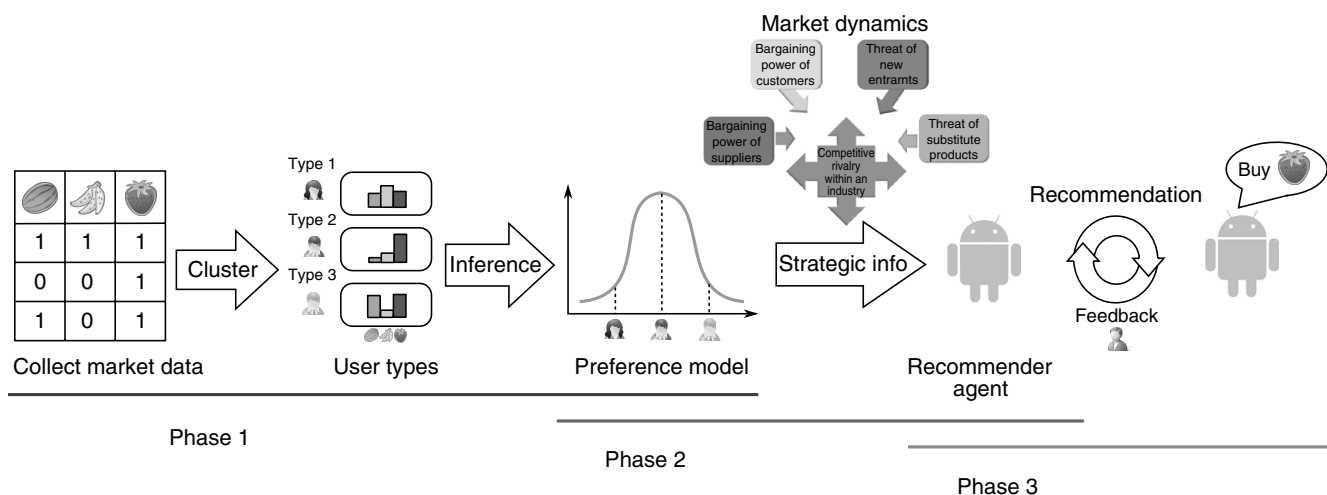 Market dynamics
Bargaining
power of
customers
Threat of
new
entrarnts
Bargaining
power of
suppliers
Threat of
substitute
products
Competitive
rivalry
within an
industry
Type 1
Type 2
Type 3
1 1 1
0 0 1
1 0 1
Cluster
Inference
Strategic info
Recommendation
Feedback
Buy
Collect market data
User types
Preference model
Recommender
agent
Phase 1
Phase 2
Phase 3